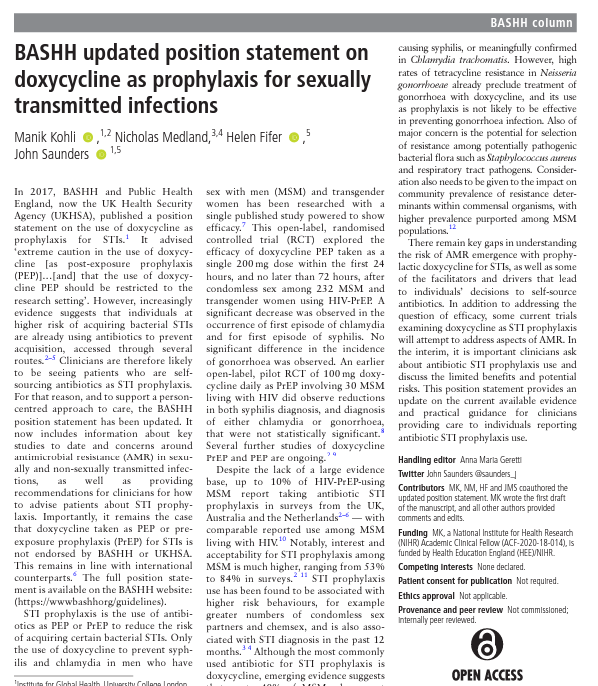 BASHH column
BASHH updated position statement on
doxycycline as prophylaxis for sexually
transmitted infections
Manik Kohli ,1,2 Nicholas Medland,3,4 Helen Fifer ,5
John Saunders 1,5
In 2017, BASHH and Public Health
England, now the UK Health Security
Agency (UKHSA), published a position
statement on the use of doxycycline as
prophylaxis for STIs.1 It advised
‘extreme caution in the use of doxycy-
cline [as post-exposure prophylaxis
(PEP)]…[and] that the use of doxycy-
cline PEP should be restricted to the
research setting’. However, increasingly
evidence suggests that individuals at
higher risk of acquiring bacterial STIs
are already using antibiotics to prevent
acquisition, accessed through several
routes.2–5 Clinicians are therefore likely
to be seeing patients who are self-
sourcing antibiotics as STI prophylaxis.
For that reason, and to support a person-
centred approach to care, the BASHH
position statement has been updated. It
now includes information about key
studies to date and concerns around
antimicrobial resistance (AMR) in sexu-
ally and non-sexually transmitted infec-
tions, as well as providing
recommendations for clinicians for how
to advise patients about STI prophy-
laxis. Importantly, it remains the case
that doxycycline taken as PEP or pre-
exposure prophylaxis (PrEP) for STIs is
not endorsed by BASHH or UKHSA.
This remains in line with international
counterparts.6 The full position state-
ment is available on the BASHH website:
(https://wwwbashhorg/guidelines).
STI prophylaxis is the use of antibi-
otics as PEP or PrEP to reduce the risk
of acquiring certain bacterial STIs. Only
the use of doxycycline to prevent syph-
ilis and chlamydia in men who have
1Institute for Global Health, University College London,
sex with men (MSM) and transgender
women has been researched with a
single published study powered to show
efficacy.7 This open-label, randomised
controlled trial (RCT) explored the
efficacy of doxycycline PEP taken as a
single 200 mg dose within the first 24
hours, and no later than 72 hours, after
condomless sex among 232 MSM and
transgender women using HIV-PrEP. A
significant decrease was observed in the
occurrence of first episode of chlamydia
and for first episode of syphilis. No
significant difference in the incidence
of gonorrhoea was observed. An earlier
open-label, pilot RCT of 100 mg doxy-
cycline daily as PrEP involving 30 MSM
living with HIV did observe reductions
in both syphilis diagnosis, and diagnosis
of either chlamydia or gonorrhoea,
that were not statistically significant.8
Several further studies of doxycycline
PrEP and PEP are ongoing.2 9
Despite the lack of a large evidence
base, up to 10% of HIV-PrEP-using
MSM report taking antibiotic STI
prophylaxis in surveys from the UK,
Australia and the Netherlands2–6 — with
comparable reported use among MSM
living with HIV.10 Notably, interest and
acceptability for STI prophylaxis among
MSM is much higher, ranging from 53%
to 84% in surveys.2 11 STI prophylaxis
use has been found to be associated with
higher risk behaviours, for example
greater numbers of condomless sex
partners and chemsex, and is also asso-
ciated with STI diagnosis in the past 12
months.3 4 Although the most commonly
used antibiotic for STI prophylaxis is
doxycycline, emerging evidence suggests
causing syphilis, or meaningfully confirmed
in Chlamydia trachomatis. However, high
rates of tetracycline resistance in Neisseria
gonorrhoeae already preclude treatment of
gonorrhoea with doxycycline, and its use
as prophylaxis is not likely to be effective
in preventing gonorrhoea infection. Also of
major concern is the potential for selection
of resistance among potentially pathogenic
bacterial flora such as Staphylococcus aureus
and respiratory tract pathogens. Consider-
ation also needs to be given to the impact on
community prevalence of resistance deter-
minants within commensal organisms, with
higher prevalence purported among MSM
populations.12
There remain key gaps in understanding
the risk of AMR emergence with prophy-
lactic doxycycline for STIs, as well as some
of the facilitators and drivers that lead
to individuals’ decisions to self-source
antibiotics. In addition to addressing the
question of efficacy, some current trials
examining doxycycline as STI prophylaxis
will attempt to address aspects of AMR. In
the interim, it is important clinicians ask
about antibiotic STI prophylaxis use and
discuss the limited benefits and potential
risks. This position statement provides an
update on the current available evidence
and practical guidance for clinicians
providing care to individuals reporting
antibiotic STI prophylaxis use.
Handling editor Anna Maria Geretti
Twitter John Saunders @saunders_j
Contributors MK, NM, HF and JMS coauthored the
updated position statement. MK wrote the first draft
of the manuscript, and all other authors provided
comments and edits.
Funding MK, a National Institute for Health Research
(NIHR) Academic Clinical Fellow (ACF-2020-18-014), is
funded by Health Education England (HEE)/NIHR.
Competing interests None declared.
Patient consent for publication Not required.
Ethics approval Not applicable.
Provenance and peer review Not commissioned;
internally peer reviewed.
OPEN ACCESS